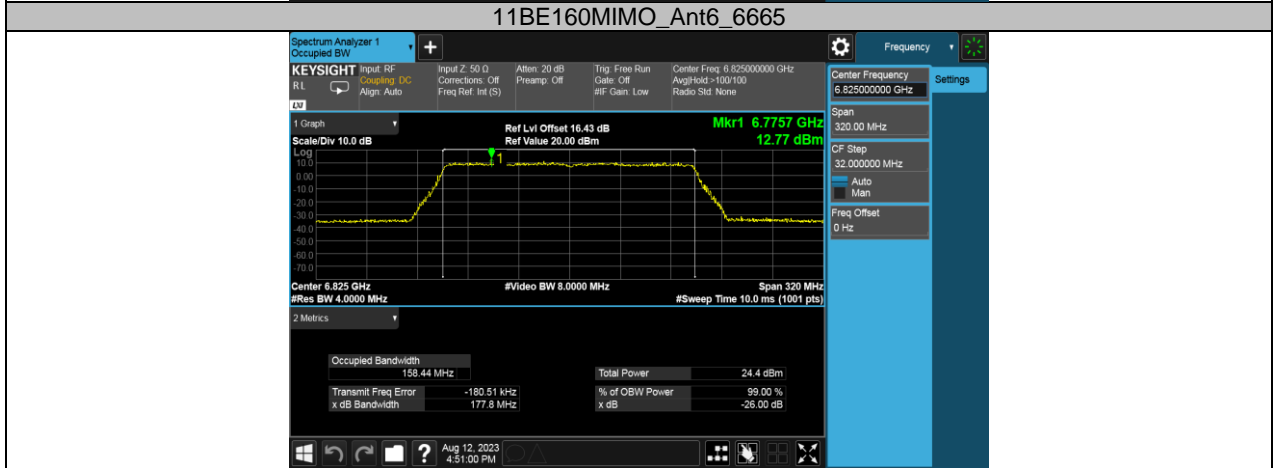 11BE160MIMO_Ant6_6665
Spectrum Analyzer 1
Occupied BW
Frequency
KEYSIGHT
RL
LXI
Input: RF
Coupling: DC
Align: Auto
Input Z: 50 Ω
Corrections: Off
Freq Ref: Int (S)
Atten: 20 dB
Preamp: Off
Trig: Free Run
Gate: Off
#IF Gain: Low
Center Freq: 6.825000000 GHz
Avg|Hold:>100/100
Radio Std: None
Center Frequency
6.825000000 GHz
Settings
Span
320.00 MHz
CF Step
32.000000 MHz
Auto
Man
Freq Offset
0 Hz
1 Graph
Scale/Div 10.0 dB
Ref Lvl Offset 16.43 dB
Ref Value 20.00 dBm
Mkr1 6.7757 GHz
12.77 dBm
Log
1
10.0
0.00
-10.0
-20.0
-30.0
-40.0
-50.0
-60.0
-70.0
Center 6.825 GHz
#Video BW 8.0000 MHz
Span 320 MHz
#Res BW 4.0000 MHz
#Sweep Time 10.0 ms (1001 pts)
2 Metrics
Occupied Bandwidth
158.44 MHz
Total Power 24.4 dBm
Transmit Freq Error -180.51 kHz
% of OBW Power 99.00 %
x dB Bandwidth 177.8 MHz
x dB -26.00 dB
?
Aug 12, 2023
4:51:00 PM